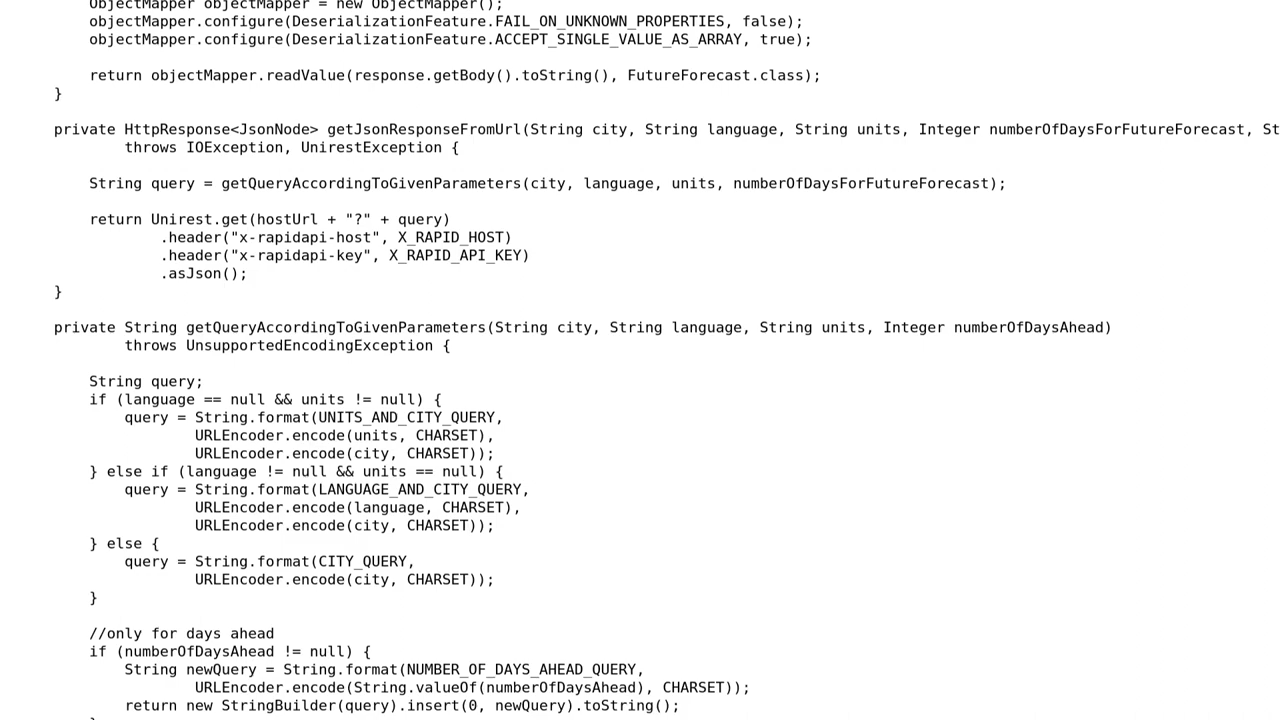 ObjectMapper objectMapper = new ObjectMapper();
objectMapper.configure(DeserializationFeature.FAIL_ON_UNKNOWN_PROPERTIES, false);
objectMapper.configure(DeserializationFeature.ACCEPT_SINGLE_VALUE_AS_ARRAY, true);
return objectMapper.readValue(response.getBody().toString(), FutureForecast.class);
}
private HttpResponse<JsonNode> getJsonResponseFromUrl(String city, String language, String units, Integer numberOfDaysForFutureForecast, St
throws IOException, UnirestException {
String query = getQueryAccordingToGivenParameters(city, language, units, numberOfDaysForFutureForecast);
return Unirest.get(hostUrl + "?" + query)
.header("x-rapidapi-host", X_RAPID_HOST)
.header("x-rapidapi-key", X_RAPID_API_KEY)
.asJson();
}
private String getQueryAccordingToGivenParameters(String city, String language, String units, Integer numberOfDaysAhead)
throws UnsupportedEncodingException {
String query;
if (language == null && units != null) {
query = String.format(UNITS_AND_CITY_QUERY,
URLEncoder.encode(units, CHARSET),
URLEncoder.encode(city, CHARSET));
} else if (language != null && units == null) {
query = String.format(LANGUAGE_AND_CITY_QUERY,
URLEncoder.encode(language, CHARSET),
URLEncoder.encode(city, CHARSET));
} else {
query = String.format(CITY_QUERY,
URLEncoder.encode(city, CHARSET));
}
//only for days ahead
if (numberOfDaysAhead != null) {
String newQuery = String.format(NUMBER_OF_DAYS_AHEAD_QUERY,
URLEncoder.encode(String.valueOf(numberOfDaysAhead), CHARSET));
return new StringBuilder(query).insert(0, newQuery).toString();
}